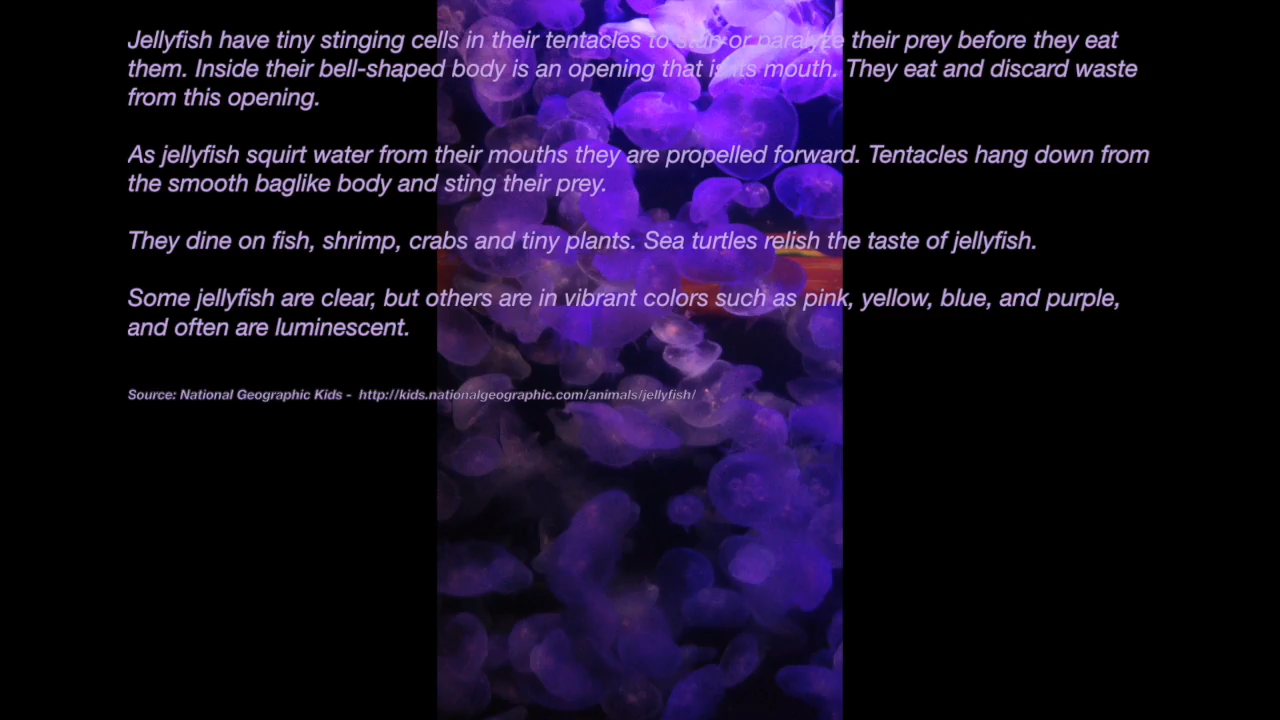 Jellyfish have tiny stinging cells in their tentacles to stun or paralyze their prey before they eat
them. Inside their bell-shaped body is an opening that is its mouth. They eat and discard waste
from this opening.
As jellyfish squirt water from their mouths they are propelled forward. Tentacles hang down from
the smooth baglike body and sting their prey.
They dine on fish, shrimp, crabs and tiny plants. Sea turtles relish the taste of jellyfish.
Some jellyfish are clear, but others are in vibrant colors such as pink, yellow, blue, and purple,
and often are luminescent.
Source: National Geographic Kids - http://kids.nationalgeographic.com/animals/jellyfish/